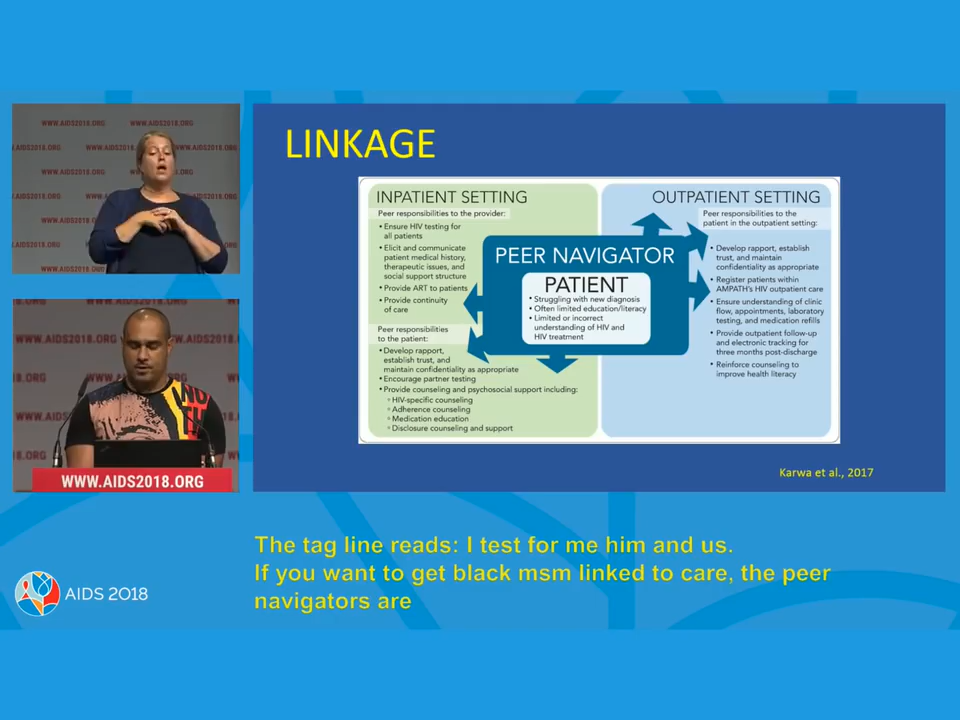 WWW.AIDS2018.ORG WWW.AIDS2018.ORG
WWW.AIDS2018.ORG
LINKAGE
INPATIENT SETTING
Peer responsibilities to the provider:
• Ensure HIV testing for
all patients
• Elicit and communicate
patient medical history,
therapeutic issues, and
social support structure
• Provide ART to patients
• Provide continuity
of care
Peer responsibilities
to the patient:
• Develop rapport,
establish trust, and
maintain confidentiality as appropriate
• Encourage partner testing
• Provide counseling and psychosocial support including:
° HIV-specific counseling
° Adherence counseling
° Medication education
° Disclosure counseling and support
PEER NAVIGATOR
PATIENT
• Struggling with new diagnosis
• Often limited education/literacy
• Limited or incorrect
understanding of HIV and
HIV treatment
OUTPATIENT SETTING
Peer responsibilities to the
patient in the outpatient setting:
• Develop rapport, establish
trust, and maintain
confidentiality as appropriate
• Register patients within
AMPATH's HIV outpatient care
• Ensure understanding of clinic
flow, appointments, laboratory
testing, and medication refills
• Provide outpatient follow-up
and electronic tracking for
three months post-discharge
• Reinforce counseling to
improve health literacy
Karwa et al., 2017
WWW.AIDS2018.ORG
The tag line reads: I test for me him and us.
If you want to get black msm linked to care, the peer
navigators are
AIDS 2018